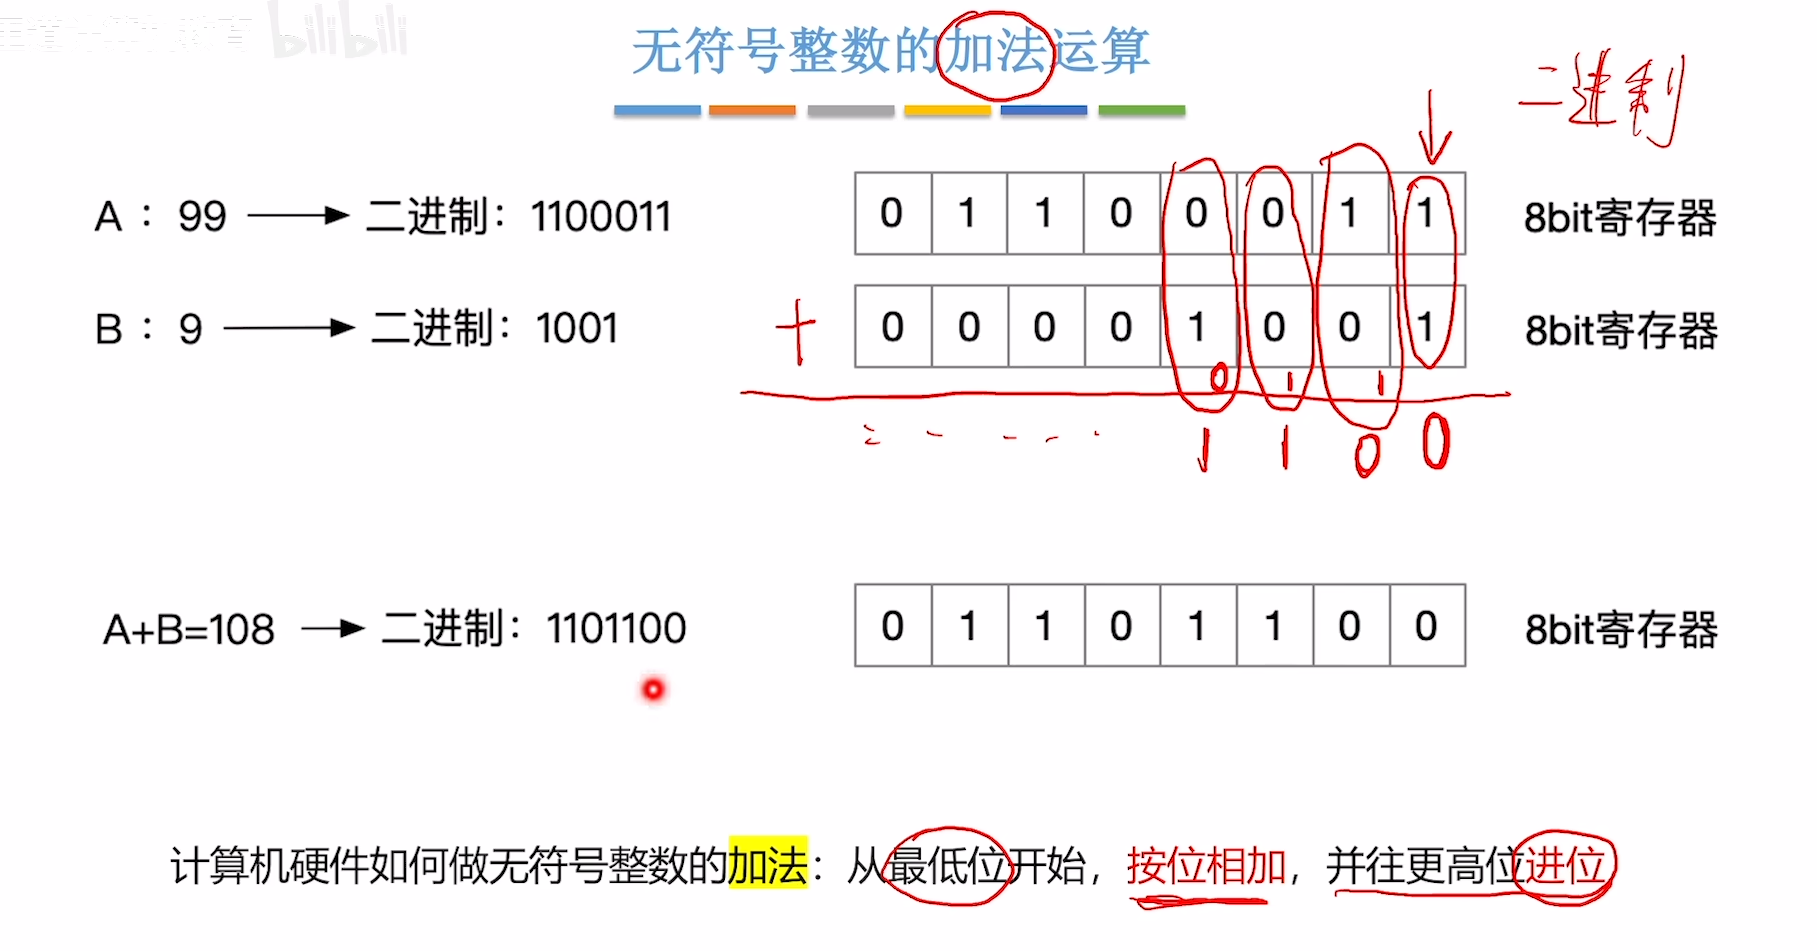 bilibili
无符号整数的加法运算
二进制
A：99 → 二进制：1100011 0 1 1 0 0 0 1 1 8bit寄存器
B：9 → 二进制：1001 + 0 0 0 0 1 0 0 1 8bit寄存器
0 1 1
1 1 0 0
A+B=108 → 二进制：1101100 0 1 1 0 1 1 0 0 8bit寄存器
计算机硬件如何做无符号整数的加法：从最低位开始，按位相加，并往更高位进位